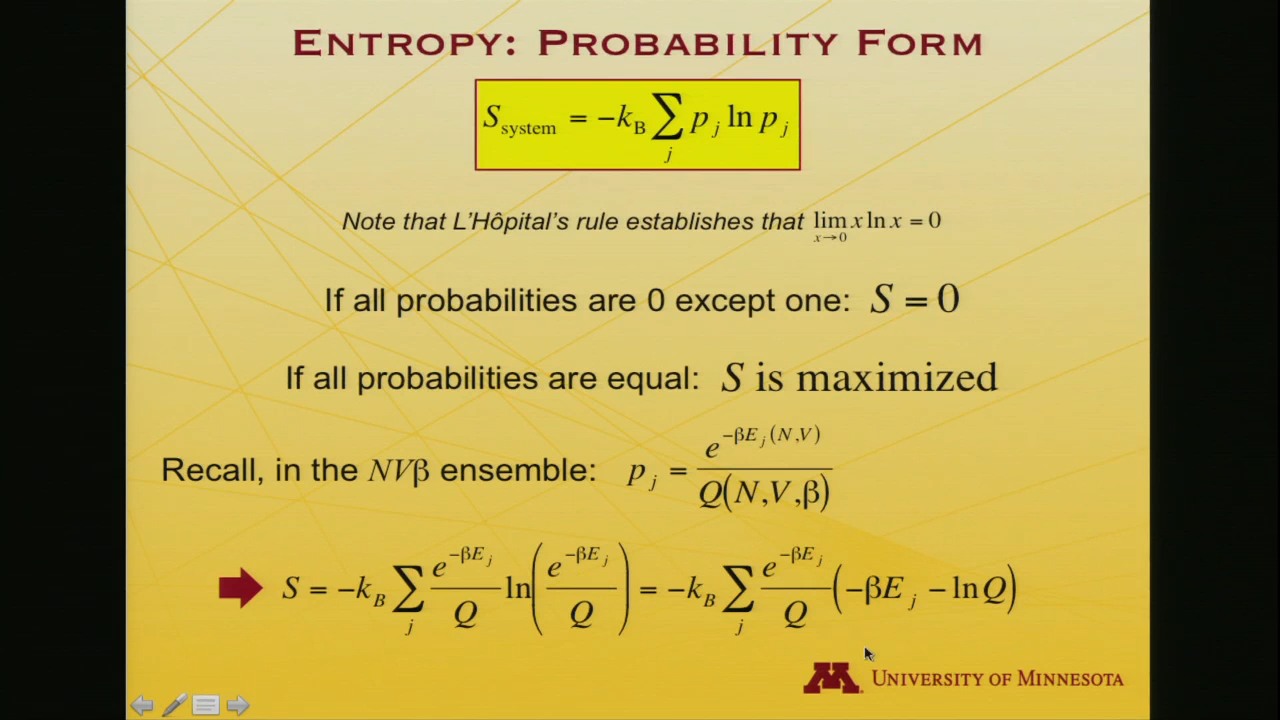 ENTROPY: PROBABILITY FORM
S_system = −k_B ∑_j p_j ln p_j
Note that L'Hôpital's rule establishes that lim_{x→0} x ln x = 0
If all probabilities are 0 except one: S = 0
If all probabilities are equal: S is maximized
Recall, in the NVβ ensemble: p_j = e^{−βE_j(N,V)} / Q(N,V,β)
S = −k_B ∑_j e^{−βE_j}/Q ln(e^{−βE_j}/Q) = −k_B ∑_j e^{−βE_j}/Q (−βE_j − ln Q)
M UNIVERSITY OF MINNESOTA